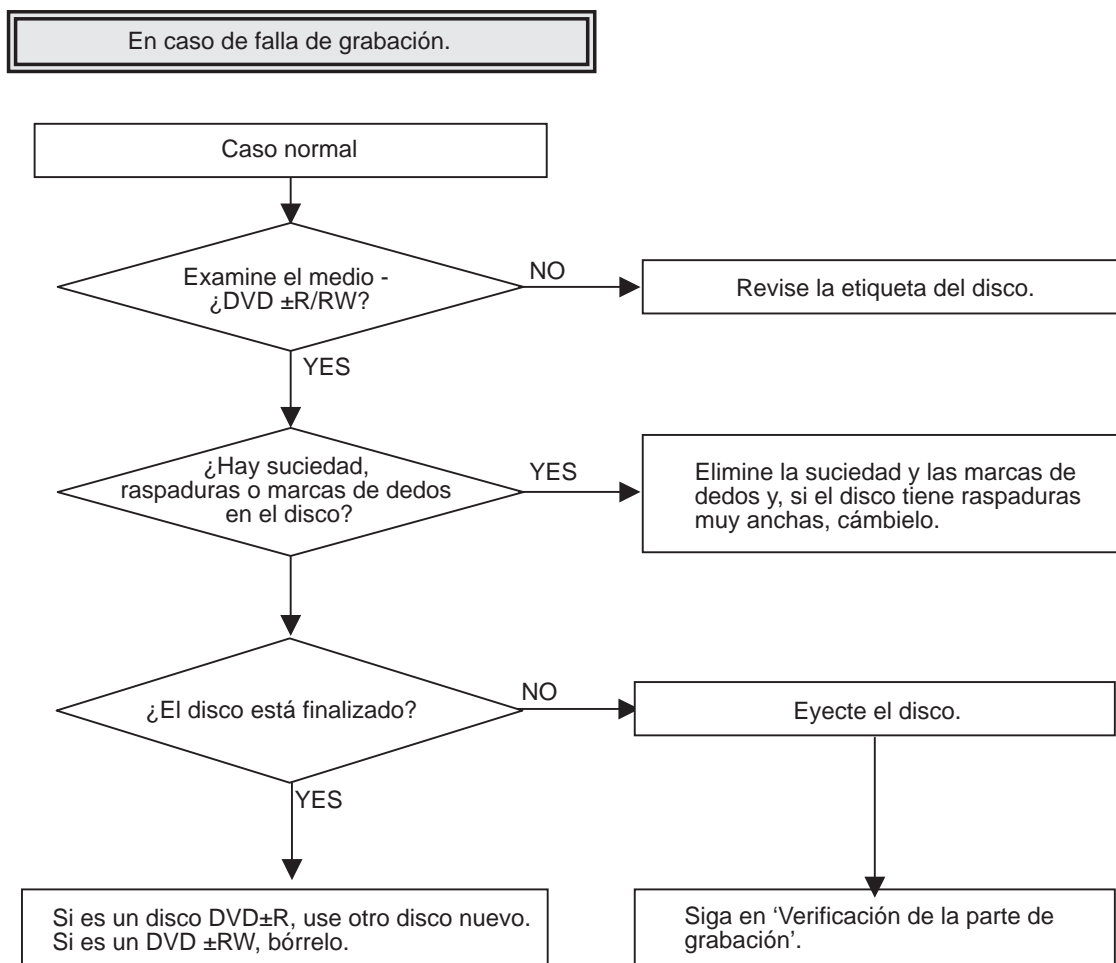 En caso de falla de grabación.
Caso normal
Examine el medio -
¿DVD ±R/RW?
NO
Revise la etiqueta del disco.
YES
¿Hay suciedad,
raspaduras o marcas de dedos
en el disco?
YES
Elimine la suciedad y las marcas de
dedos y, si el disco tiene raspaduras
muy anchas, cámbielo.
¿El disco está finalizado?
NO
Eyecte el disco.
YES
Si es un disco DVD±R, use otro disco nuevo.
Si es un DVD ±RW, bórrelo.
Siga en ‘Verificación de la parte de
grabación’.